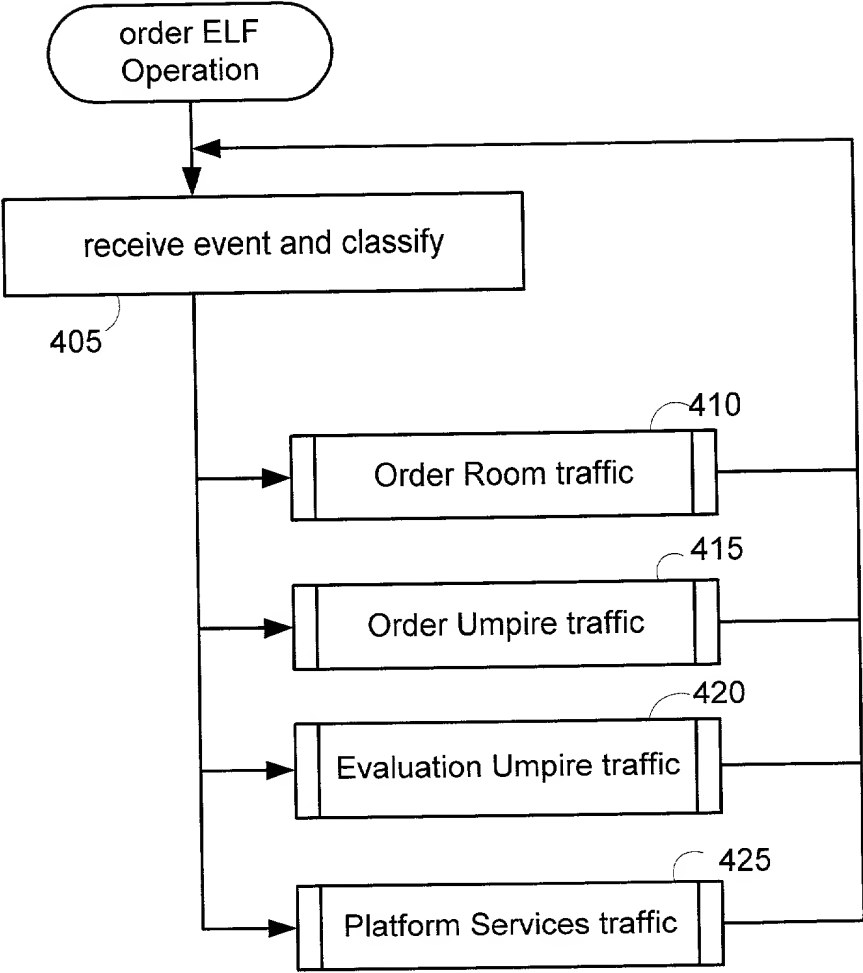 order ELF
Operation
receive event and classify
405
410
Order Room traffic
415
Order Umpire traffic
420
Evaluation Umpire traffic
425
Platform Services traffic